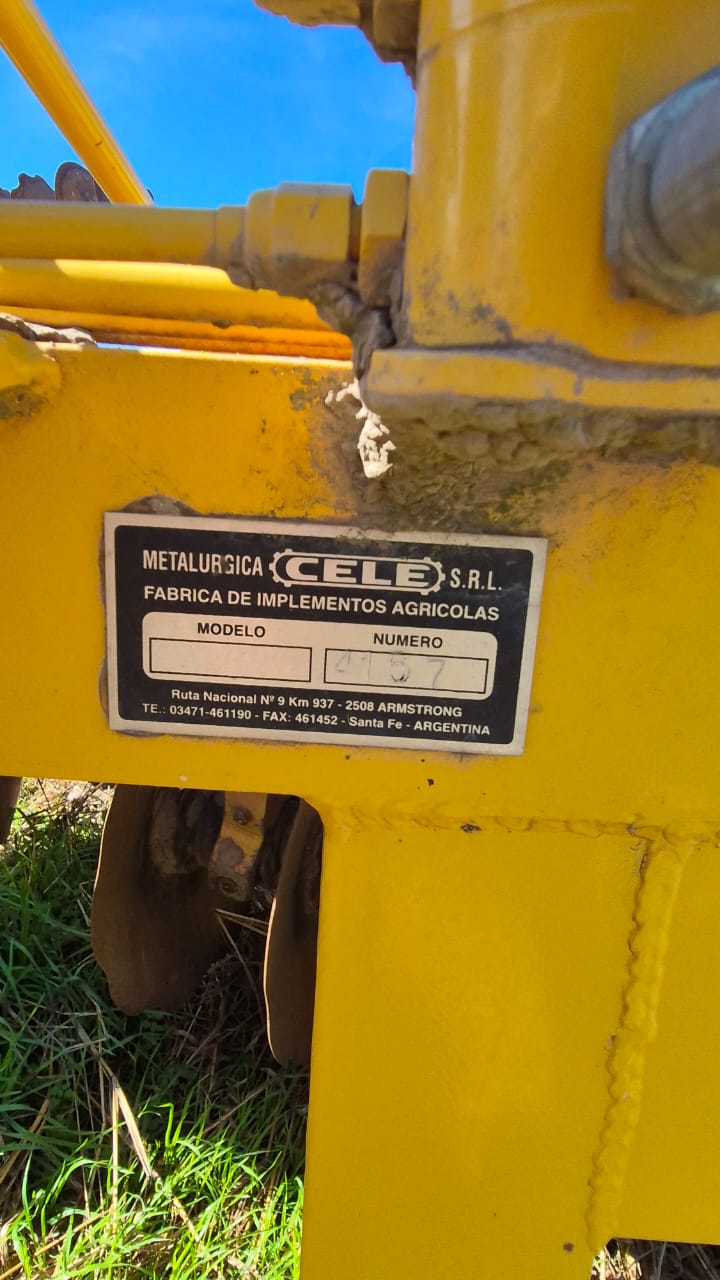 METALURGICA CELE S.R.L.
FABRICA DE IMPLEMENTOS AGRICOLAS
MODELO NUMERO
4157
Ruta Nacional Nº 9 Km 937 - 2508 ARMSTRONG
TE.: 03471-461190 - FAX: 461452 - Santa Fe - ARGENTINA